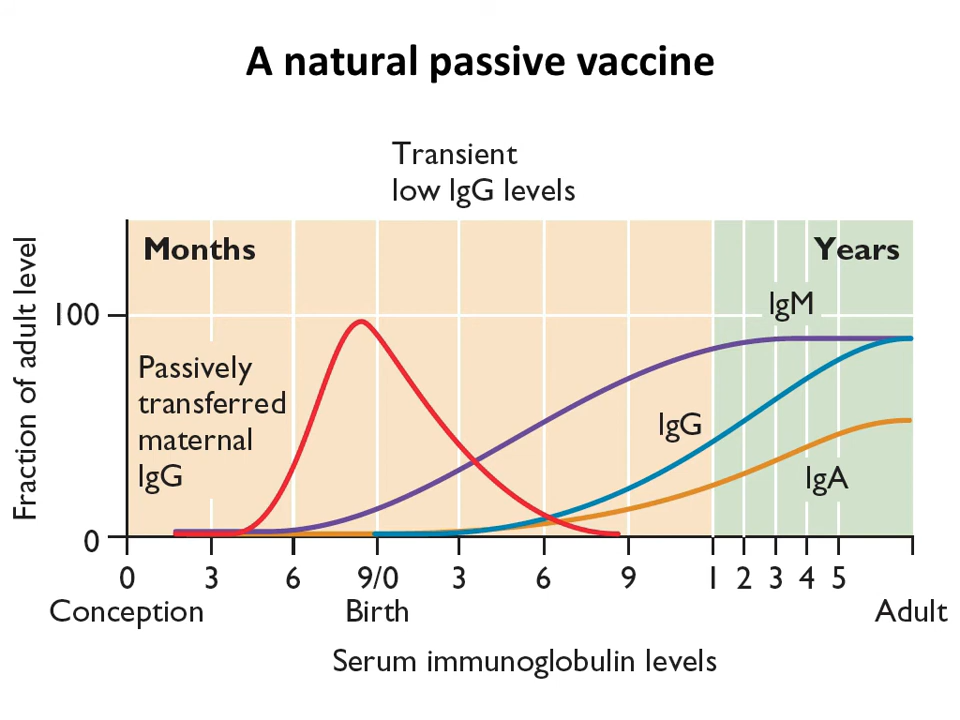 A natural passive vaccine
Transient
low IgG levels
Fraction of adult level
Months
Years
100
0
IgM
Passively
transferred
maternal
IgG
IgG
IgA
0 3 6 9/0 3 6 9 1 2 3 4 5
Conception Birth Adult
Serum immunoglobulin levels